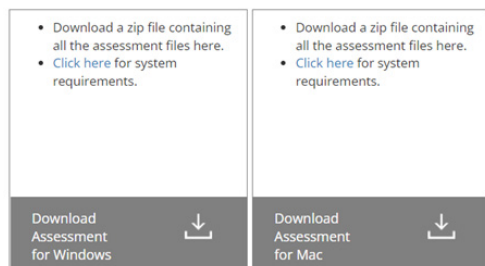 • Download a zip file containing
all the assessment files here.
• Click here for system
requirements.
Download
Assessment
for Windows
• Download a zip file containing
all the assessment files here.
• Click here for system
requirements.
Download
Assessment
for Mac